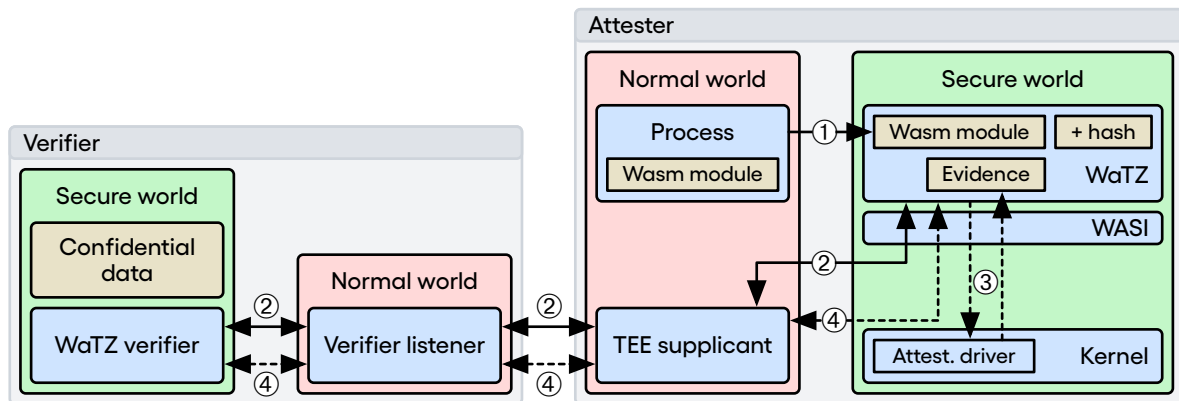 Attester
Normal world
Secure world
Process
①
Wasm module
+ hash
Verifier
Wasm module
Evidence
WaTZ
Secure world
WASI
Confidential
data
②
Normal world
③
②
②
④
WaTZ verifier
Verifier listener
TEE supplicant
Attest. driver
Kernel
④
④